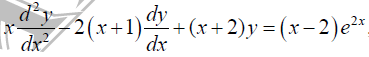 x d²y/dx² - 2(x+1) dy/dx + (x+2)y = (x-2)e^{2x}